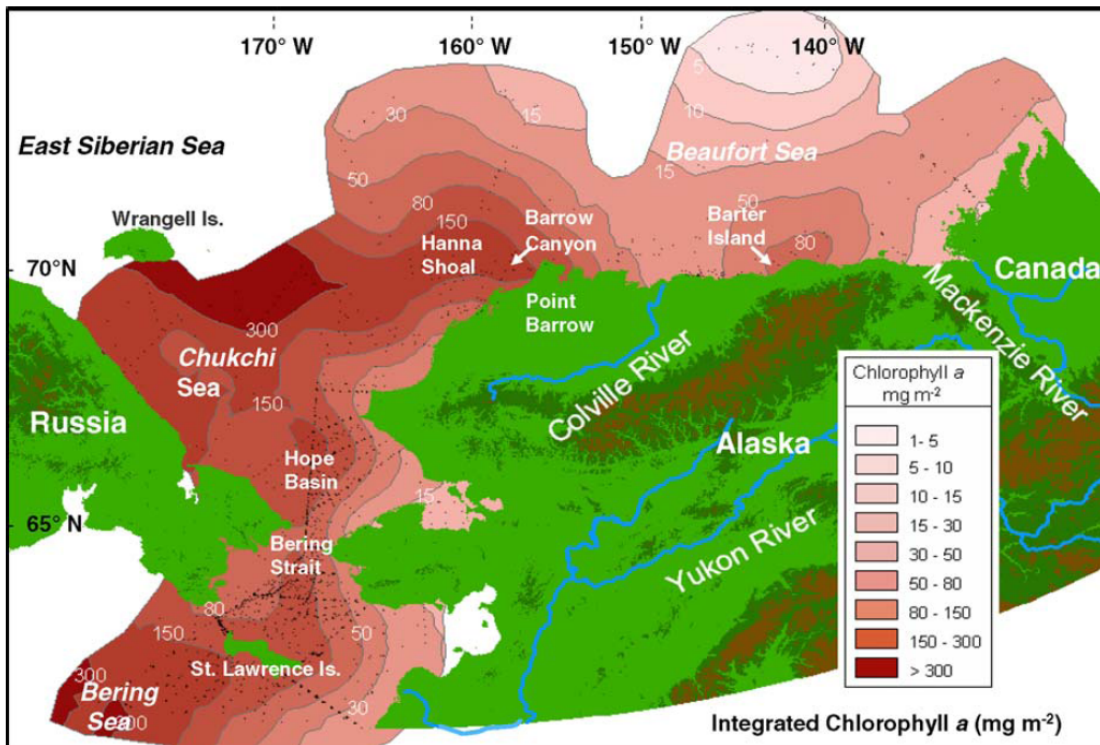 170° W
160° W
150° W
140° W
5
10
30
15
East Siberian Sea
Beaufort Sea
15
50
50
80
Wrangell Is.
150
Barrow
Canyon
Barter
Island
80
Hanna
Shoal
70°N
Canada
Point
Barrow
300
Chukchi
Sea
Mackenzie River
Colville River
150
Russia
Alaska
Hope
Basin
15
65° N
Yukon River
Bering
Strait
80
150
50
St. Lawrence Is.
300
Bering
Sea
30
Chlorophyll a
mg m-2
1- 5
5 - 10
10 - 15
15 - 30
30 - 50
50 - 80
80 - 150
150 - 300
> 300
Integrated Chlorophyll a (mg m-2)